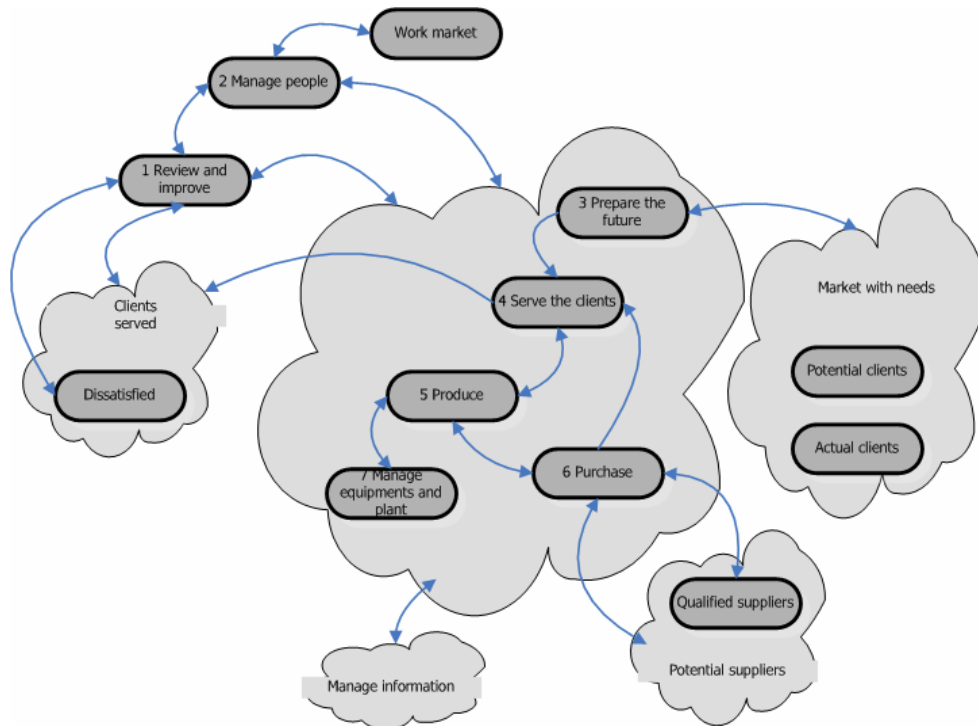 Work market
2 Manage people
1 Review and
improve
3 Prepare the
future
4 Serve the clients
Clients
served
Market with needs
Potential clients
Dissatisfied
5 Produce
Actual clients
6 Purchase
7 Manage
equipments and
plant
Qualified suppliers
Potential suppliers
Manage information